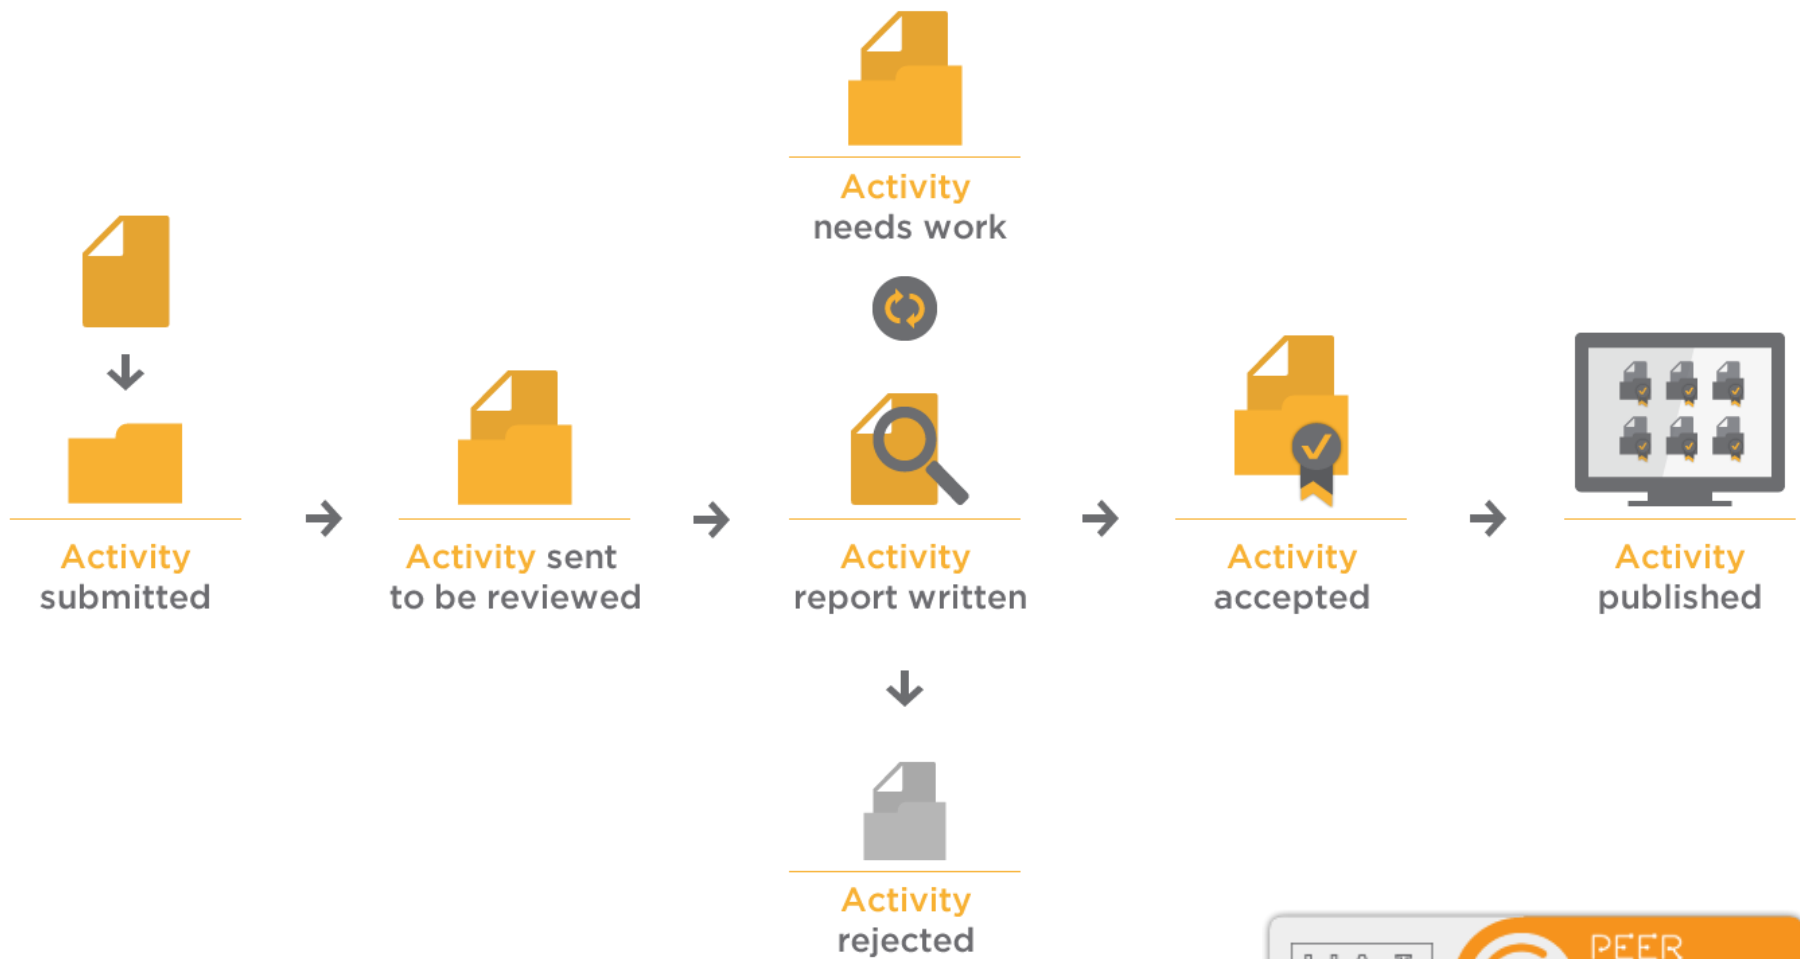 Activity
needs work
Activity
submitted
Activity sent
to be reviewed
Activity
report written
Activity
accepted
Activity
published
Activity
rejected
PEER